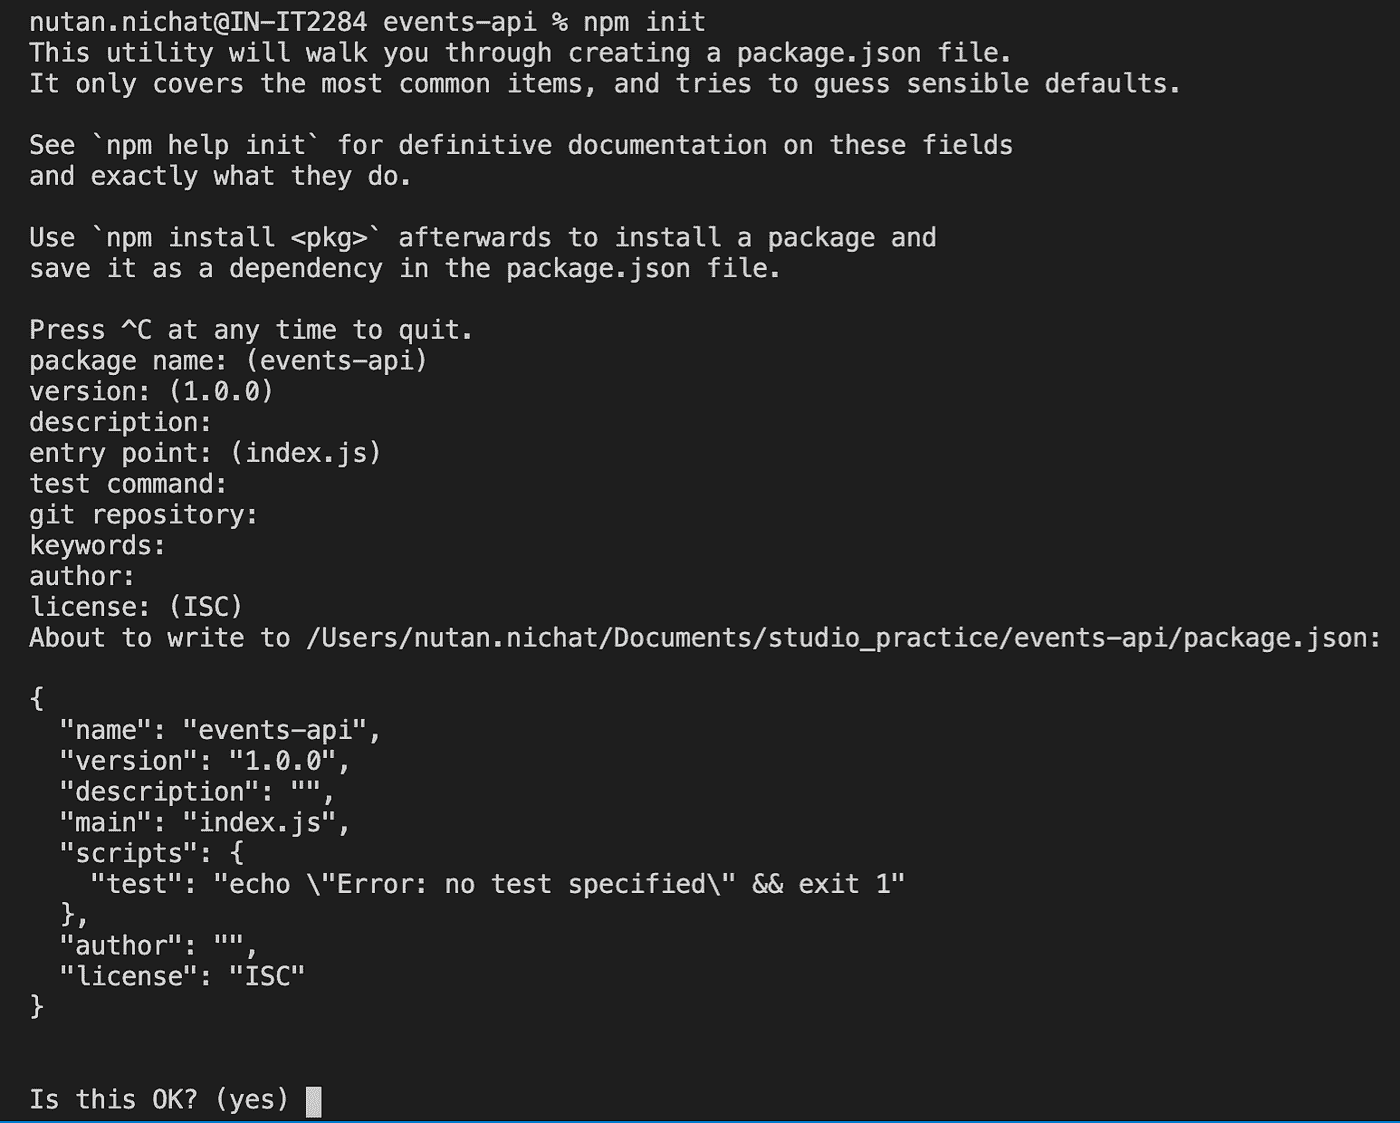 nutan.nichat@IN-IT2284 events-api % npm init
This utility will walk you through creating a package.json file.
It only covers the most common items, and tries to guess sensible defaults.
See `npm help init` for definitive documentation on these fields
and exactly what they do.
Use `npm install <pkg>` afterwards to install a package and
save it as a dependency in the package.json file.
Press ^C at any time to quit.
package name: (events-api)
version: (1.0.0)
description:
entry point: (index.js)
test command:
git repository:
keywords:
author:
license: (ISC)
About to write to /Users/nutan.nichat/Documents/studio_practice/events-api/package.json:
{
  "name": "events-api",
  "version": "1.0.0",
  "description": "",
  "main": "index.js",
  "scripts": {
    "test": "echo \"Error: no test specified\" && exit 1"
  },
  "author": "",
  "license": "ISC"
}
Is this OK? (yes)